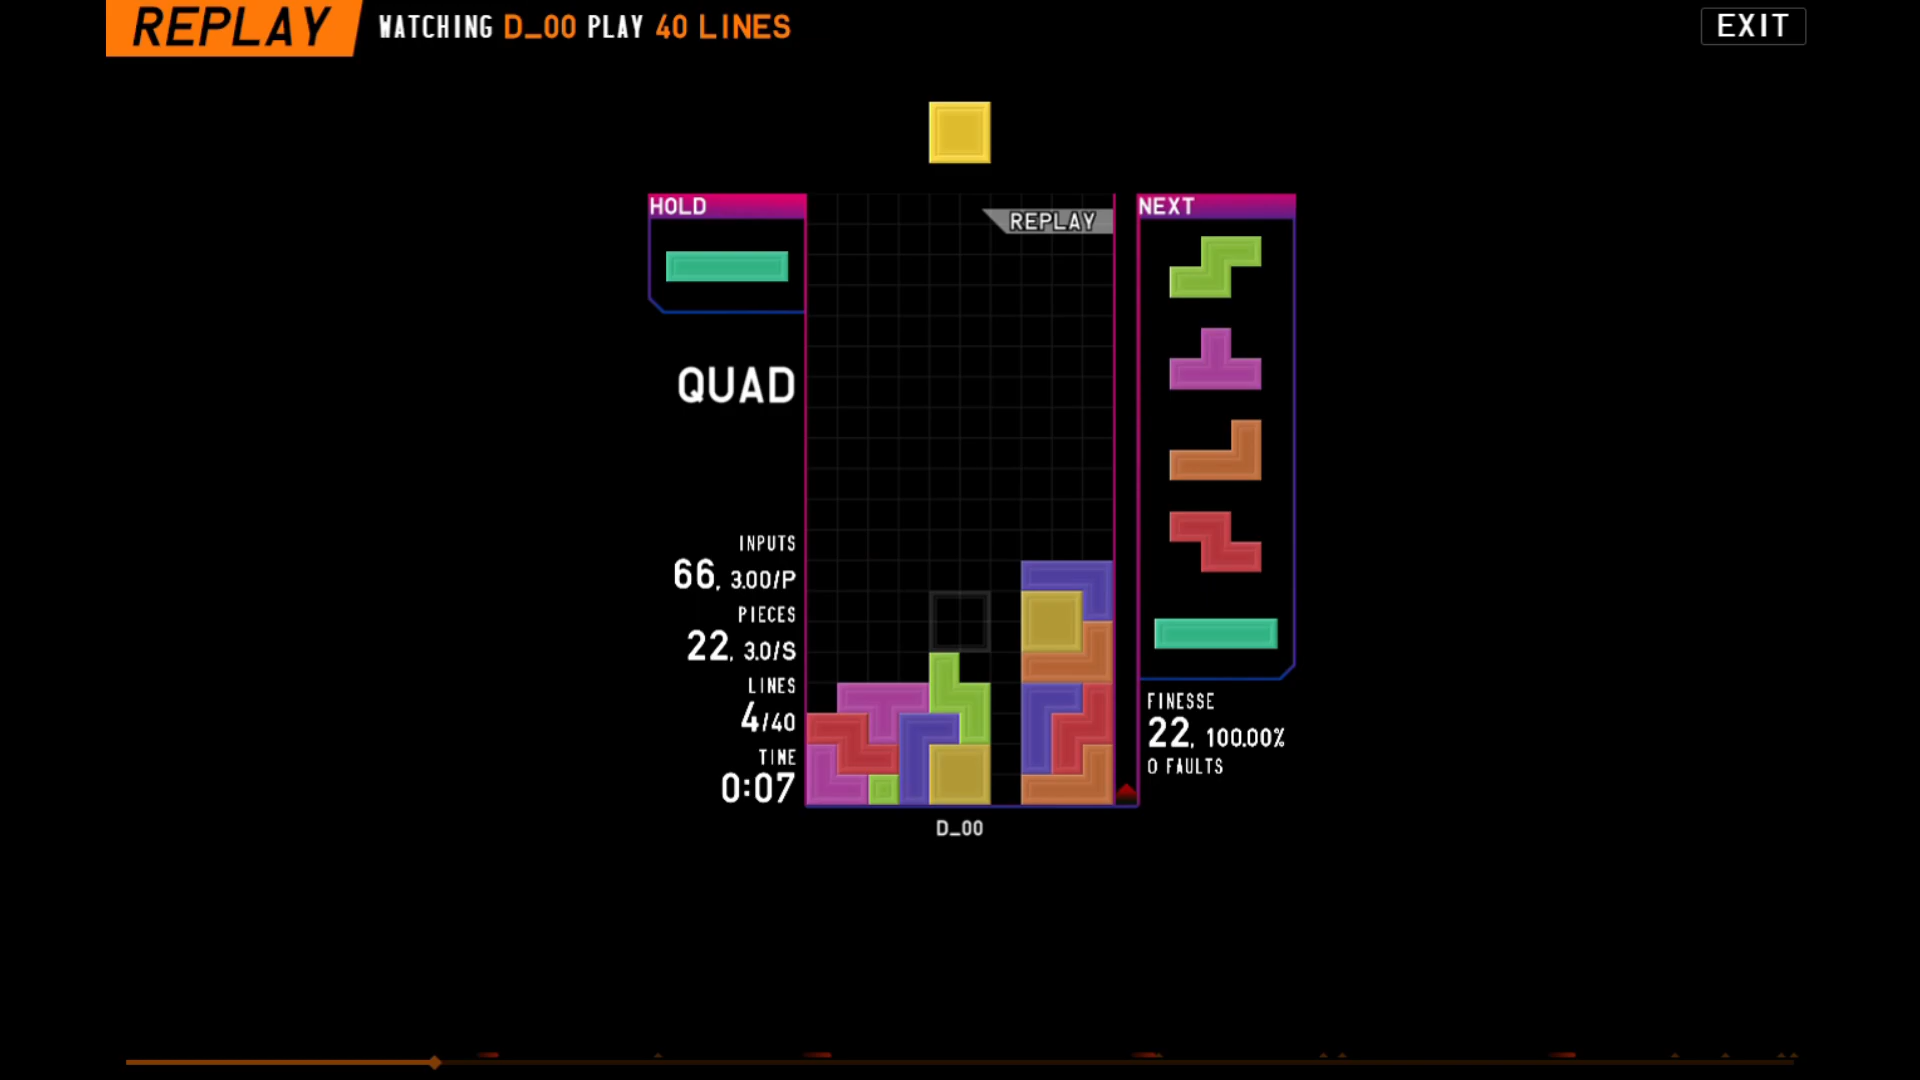 REPLAY WATCHING D_00 PLAY 40 LINES EXIT
HOLD
NEXT
REPLAY
QUAD
INPUTS
66, 3.00/P
PIECES
22, 3.0/S
LINES
4/40
TIME
0:07
FINESSE
22, 100.00%
0 FAULTS
D_00